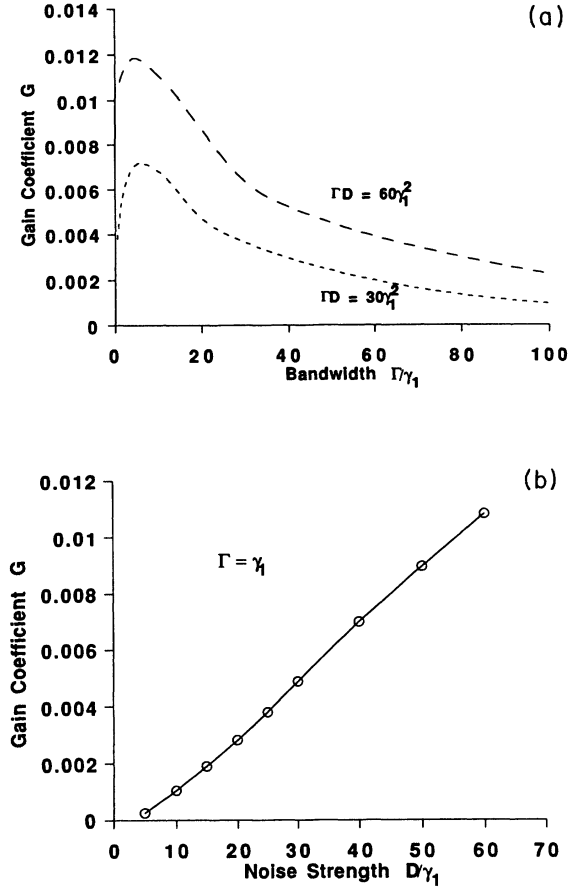 (a)
0.014
0.012
0.01
0.008
0.006
0.004
0.002
0
Gain Coefficient G
ΓD = 60γ₁²
ΓD = 30γ₁²
0 20 40 60 80 100
Bandwidth Γ/γ₁
(b)
0.012
0.01
0.008
0.006
0.004
0.002
0
Gain Coefficient G
Γ = γ₁
0 10 20 30 40 50 60 70
Noise Strength D/γ₁